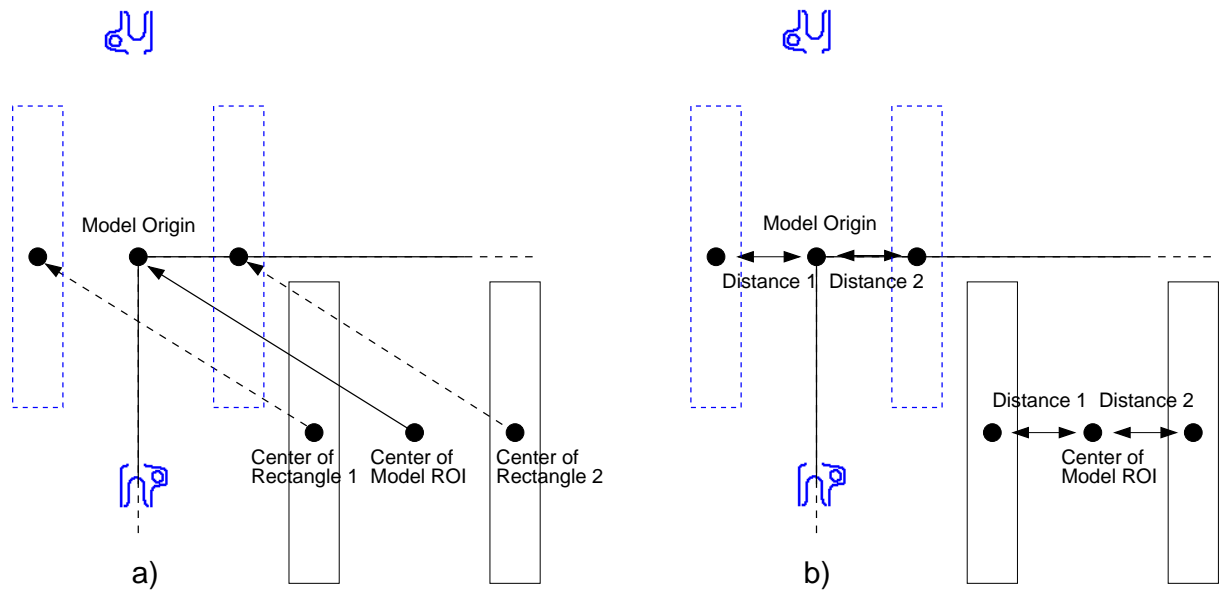 Model Origin
Center of
Rectangle 1
Center of
Model ROI
Center of
Rectangle 2
a)
Model Origin
Distance 1
Distance 2
Distance 1
Distance 2
Center of
Model ROI
b)